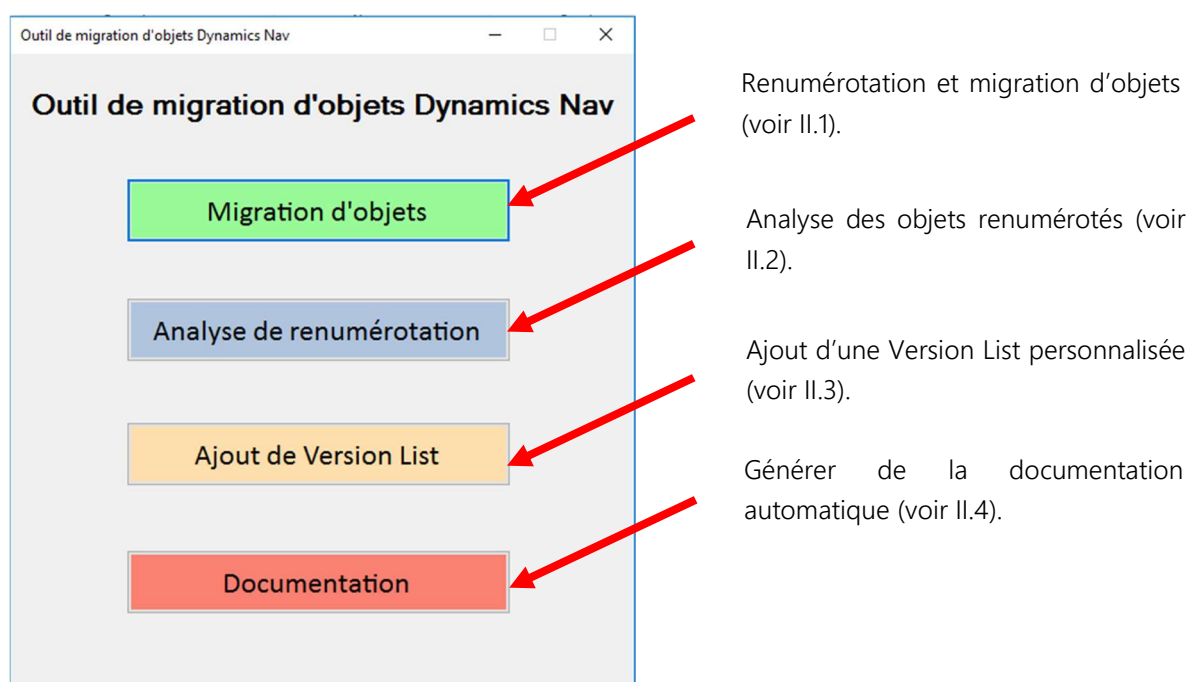 Outil de migration d'objets Dynamics Nav
Outil de migration d'objets Dynamics Nav
Migration d'objets
Analyse de renumérotation
Ajout de Version List
Documentation
Renumérotation et migration d’objets
(voir II.1).
Analyse des objets renumérotés (voir
II.2).
Ajout d’une Version List personnalisée
(voir II.3).
Générer de la documentation
automatique (voir II.4).